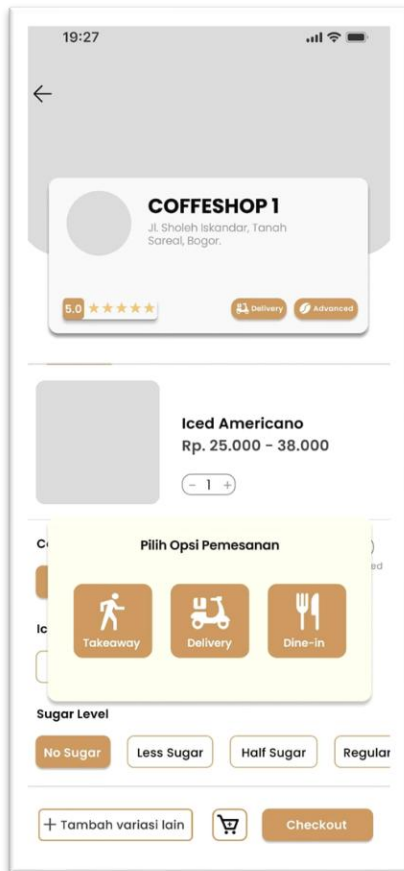 19:27
COFFESHOP 1
Jl. Sholeh Iskandar, Tanah
Sareal, Bogor.
5.0
Delivery
Advanced
Iced Americano
Rp. 25.000 - 38.000
- 1 +
Pilih Opsi Pemesanan
Takeaway
Delivery
Dine-in
Sugar Level
No Sugar
Less Sugar
Half Sugar
Regular
+ Tambah variasi lain
Checkout